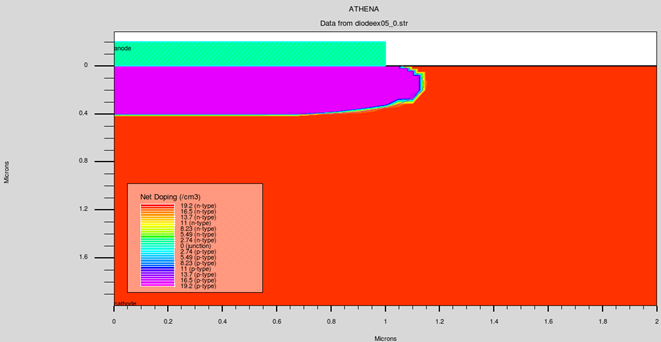 ATHENA
Data from diodeex05_0.str
anode
0
0.4
0.8
1.2
1.6
Microns
Net Doping (/cm3)
19.2 (n-type)
16.5 (n-type)
13.7 (n-type)
11 (n-type)
8.23 (n-type)
5.49 (n-type)
2.74 (n-type)
0 (junction)
2.74 (p-type)
5.49 (p-type)
8.23 (p-type)
11 (p-type)
13.7 (p-type)
16.5 (p-type)
19.2 (p-type)
cathode
0 0.2 0.4 0.6 0.8 1 1.2 1.4 1.6 1.8 2
Microns